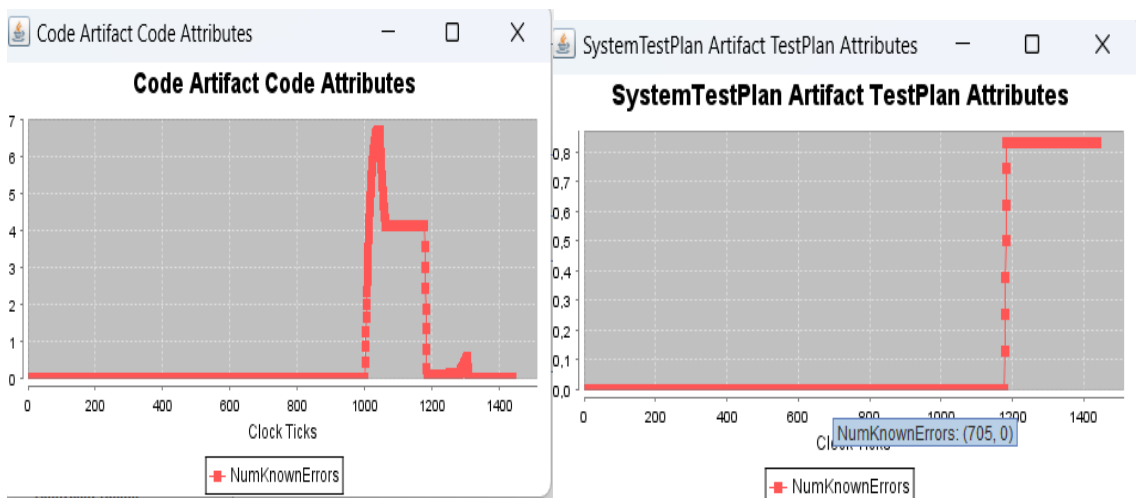 Code Artifact Code Attributes
Code Artifact Code Attributes
7
6
5
4
3
2
1
0
0 200 400 600 800 1000 1200 1400
Clock Ticks
NumKnownErrors
SystemTestPlan Artifact TestPlan Attributes
SystemTestPlan Artifact TestPlan Attributes
0,8
0,7
0,6
0,5
0,4
0,3
0,2
0,1
0,0
0 200 400 600 800 1000 1200 1400
NumKnownErrors: (705, 0)
NumKnownErrors